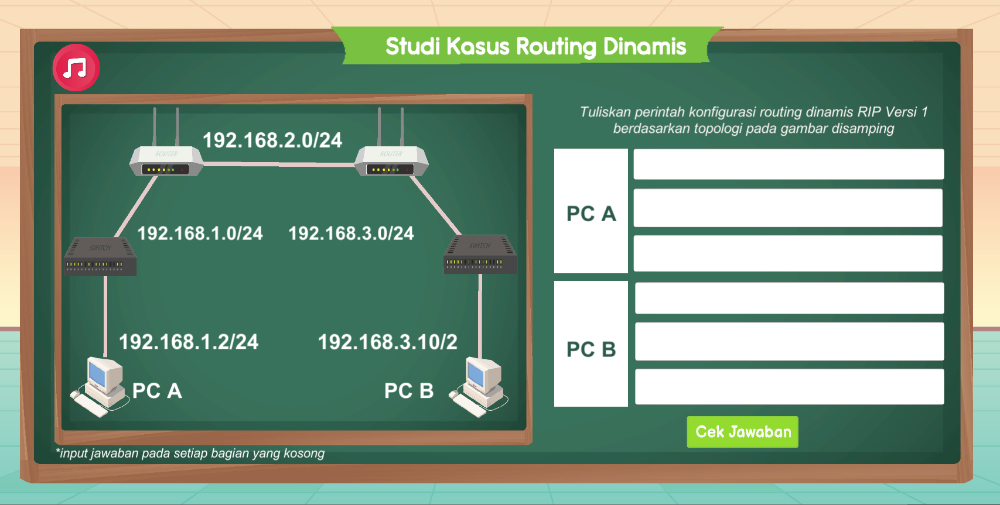 Studi Kasus Routing Dinamis
Tuliskan perintah konfigurasi routing dinamis RIP Versi 1
berdasarkan topologi pada gambar disamping
192.168.2.0/24
ROUTER
ROUTER
192.168.1.0/24
192.168.3.0/24
SWITCH
SWITCH
192.168.1.2/24
192.168.3.10/2
PC A
PC B
PC A
PC B
Cek Jawaban
*input jawaban pada setiap bagian yang kosong